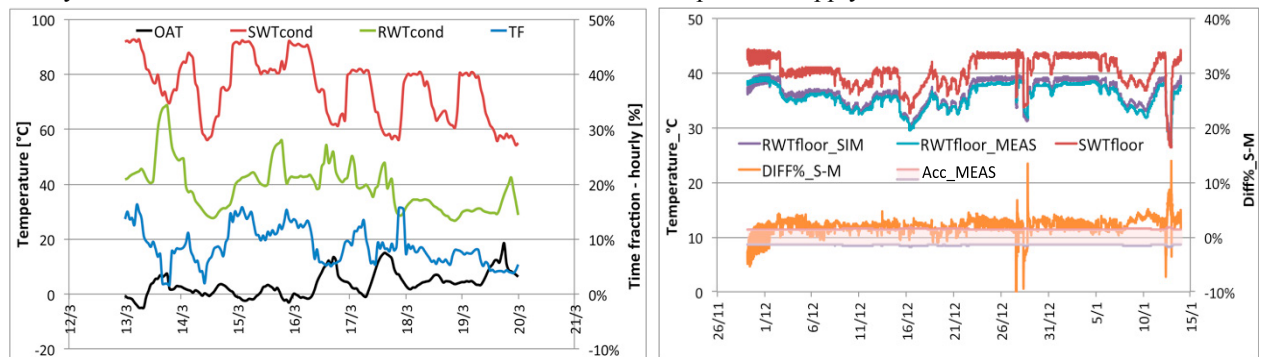 100
80
60
40
20
0
-20
Temperature [°C]
OAT SWTcond RWTcond TF
50%
40%
30%
20%
10%
0%
-10%
Time fraction - hourly [%]
12/3 13/3 14/3 15/3 16/3 17/3 18/3 19/3 20/3 21/3
50
40
30
20
10
0
Temperature_°C
RWTfloor_SIM RWTfloor_MEAS SWTfloor
DIFF%_S-M Acc_MEAS
40%
30%
20%
10%
0%
-10%
Diff%_S-M
26/11 1/12 6/12 11/12 16/12 21/12 26/12 31/12 5/1 10/1 15/1